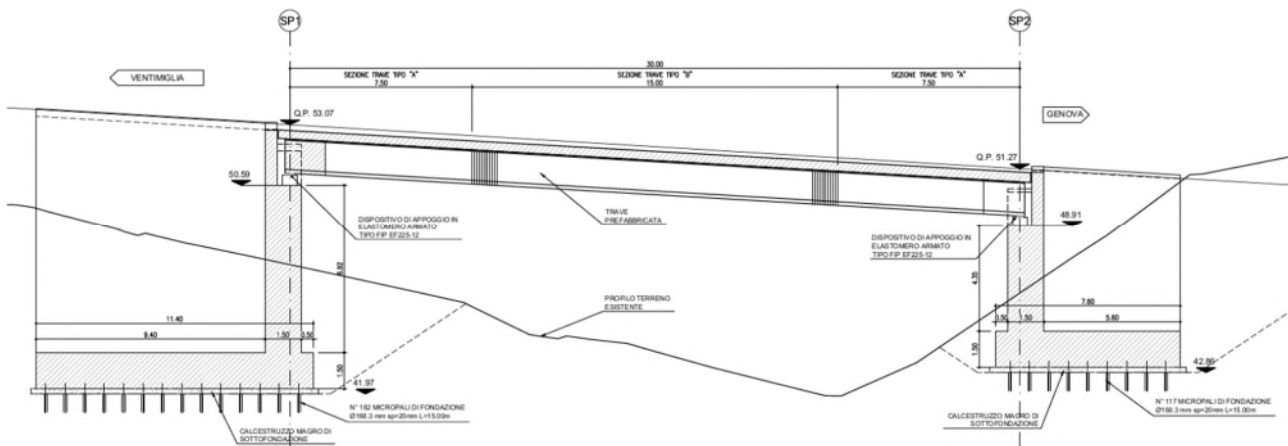 SP1
SP2
VENTIMIGLIA
30.00
SEZIONE TRAVE TIPO "A"
SEZIONE TRAVE TIPO "B"
SEZIONE TRAVE TIPO "A"
7.50
15.00
7.50
Q.P. 53.07
GENOVA
Q.P. 51.27
50.59
TRAVE
PREFABBRICATA
DISPOSITIVO DI APPOGGIO IN
ELASTOMERO ARMATO
TIPO FIP EF225-12
48.91
DISPOSITIVO DI APPOGGIO IN
ELASTOMERO ARMATO
TIPO FIP EF225-12
4.35
PROFILO TERRENO
ESISTENTE
7.60
0.50
1.50
5.60
11.40
9.40
1.50
0.50
1.50
1.50
41.97
42.86
N° 182 MICROPALI DI FONDAZIONE
Ø168.3 mm sp=20mm L=15.00m
CALCESTRUZZO MAGRO DI
SOTTOFONDAZIONE
N° 117 MICROPALI DI FONDAZIONE
Ø168.3 mm sp=20mm L=15.00m
CALCESTRUZZO MAGRO DI
SOTTOFONDAZIONE